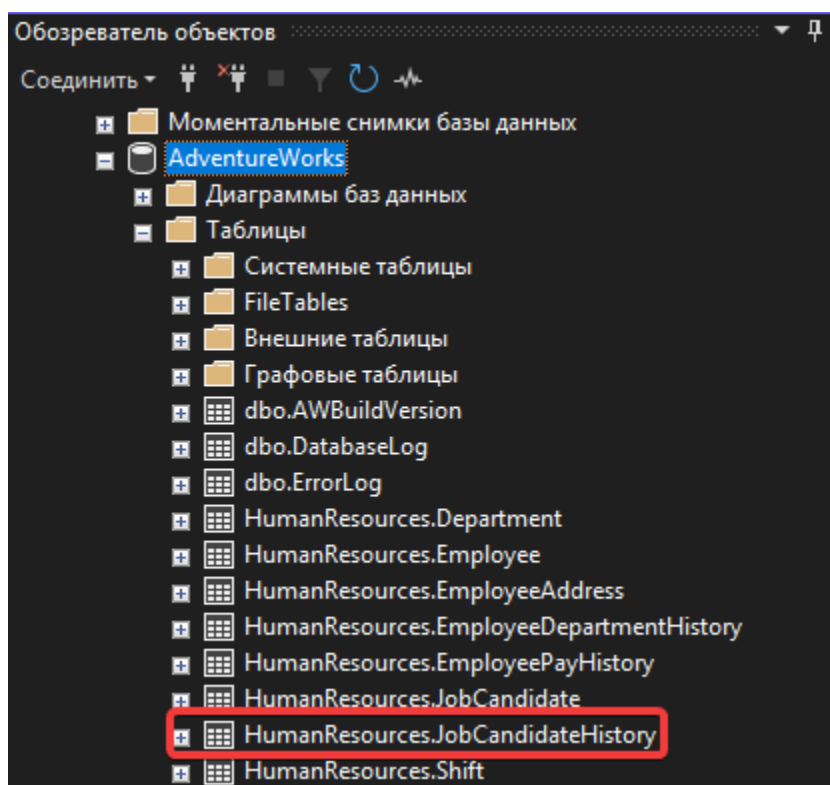 Обозреватель объектов
Соединить
Моментальные снимки базы данных
AdventureWorks
Диаграммы баз данных
Таблицы
Системные таблицы
FileTables
Внешние таблицы
Графовые таблицы
dbo.AWBuildVersion
dbo.DatabaseLog
dbo.ErrorLog
HumanResources.Department
HumanResources.Employee
HumanResources.EmployeeAddress
HumanResources.EmployeeDepartmentHistory
HumanResources.EmployeePayHistory
HumanResources.JobCandidate
HumanResources.JobCandidateHistory
HumanResources.Shift